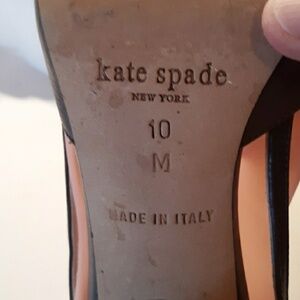 kate spade
NEW YORK
10
M
MADE IN ITALY